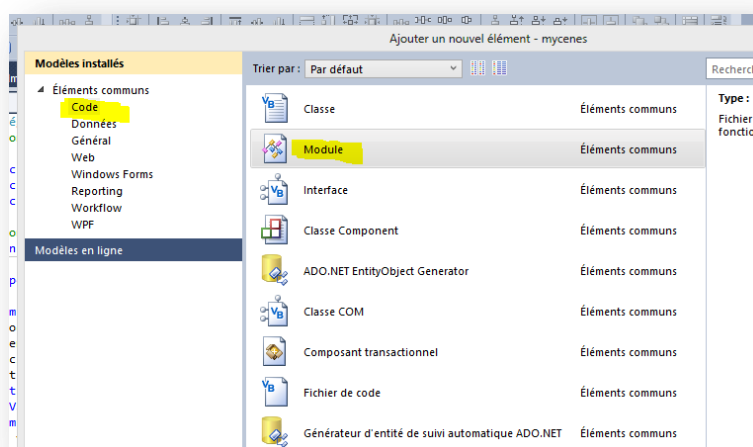 Ajouter un nouvel élément - mycenes
Modèles installés
Trier par : Par défaut
Recherc
Éléments communs
Code
Données
Général
Web
Windows Forms
Reporting
Workflow
WPF
Modèles en ligne
Classe Éléments communs
Module Éléments communs
Interface Éléments communs
Classe Component Éléments communs
ADO.NET EntityObject Generator Éléments communs
Classe COM Éléments communs
Composant transactionnel Éléments communs
Fichier de code Éléments communs
Générateur d'entité de suivi automatique ADO.NET Éléments communs
Type :
Fichier
fonctio